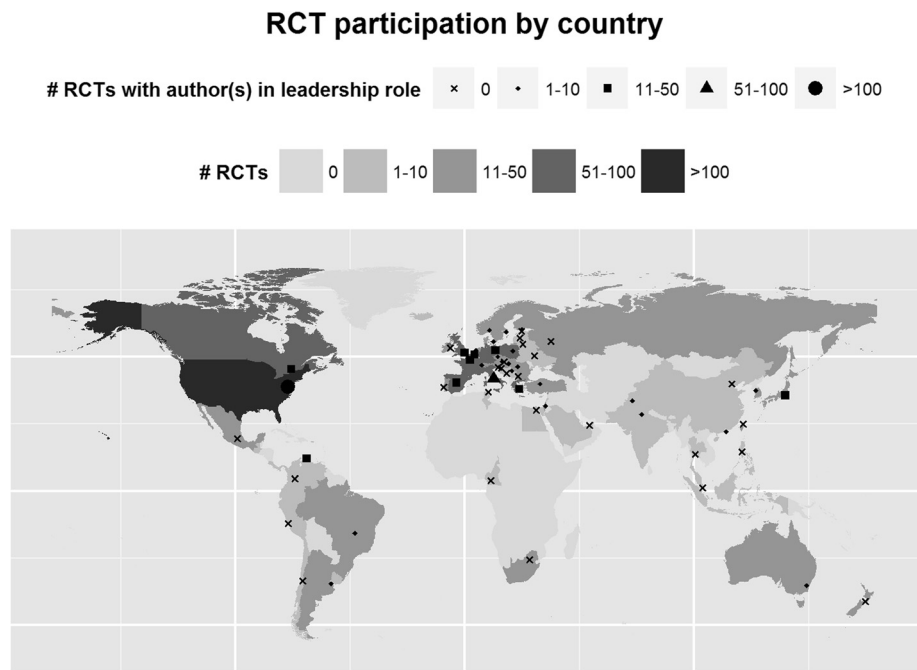 RCT participation by country
# RCTs with author(s) in leadership role 0 1-10 11-50 51-100 >100
# RCTs 0 1-10 11-50 51-100 >100